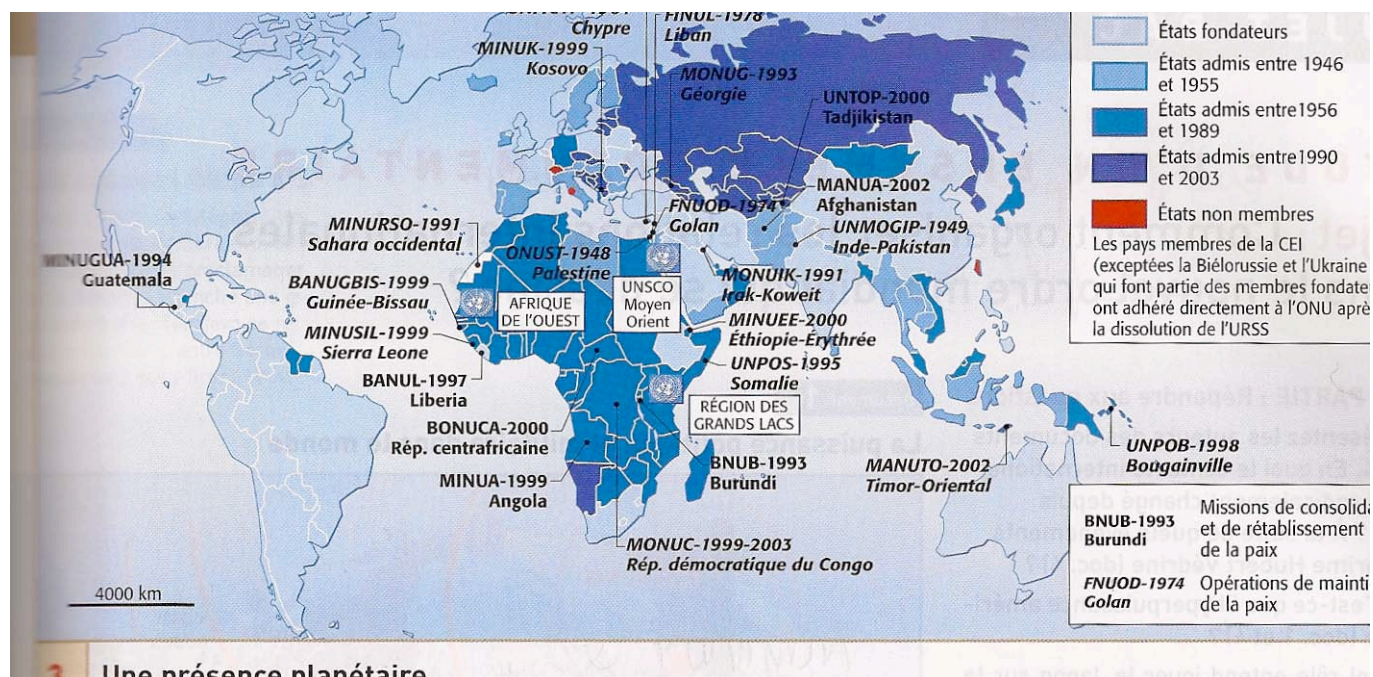 Chypre
FINUL-1978
Liban
MINUK-1999
Kosovo
MONUG-1993
Géorgie
UNTOP-2000
Tadjikistan
MANUA-2002
Afghanistan
FNUOD-1974
Golan
UNMOGIP-1949
Inde-Pakistan
MINURSO-1991
Sahara occidental
ONUST-1948
Palestine
MINUGUA-1994
Guatemala
MONUIK-1991
Irak-Koweit
BANUGBIS-1999
Guinée-Bissau
AFRIQUE
DE l'OUEST
UNSCO
Moyen
Orient
MINUSIL-1999
Sierra Leone
MINUEE-2000
Éthiopie-Érythrée
BANUL-1997
Liberia
UNPOS-1995
Somalie
RÉGION DES
GRANDS LACS
BONUCA-2000
Rép. centrafricaine
MINUA-1999
Angola
BNUB-1993
Burundi
MANUTO-2002
Timor-Oriental
UNPOB-1998
Bougainville
MONUC-1999-2003
Rép. démocratique du Congo
4000 km
États fondateurs
États admis entre 1946
et 1955
États admis entre1956
et 1989
États admis entre1990
et 2003
États non membres
Les pays membres de la CEI
(exceptées la Biélorussie et l'Ukraine
qui font partie des membres fondate
ont adhéré directement à l'ONU aprè
la dissolution de l'URSS
BNUB-1993
Burundi
Missions de consolida
et de rétablissement
de la paix
FNUOD-1974
Golan
Opérations de mainti
de la paix
3 Une présence planétaire